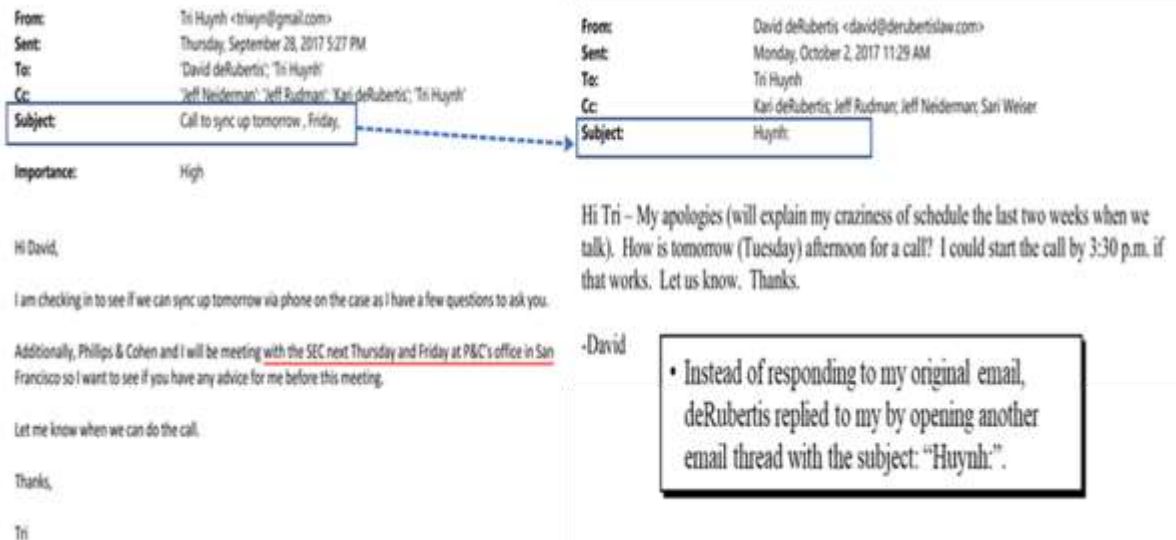 From: Tri Huynh <triwyn@gmail.com>
Sent: Thursday, September 28, 2017 5:27 PM
To: 'David deRubertis'; 'Tri Huynh'
Cc: 'Jeff Neiderman'; 'Jeff Rudman'; 'Kari deRubertis'; 'Tri Huynh'
Subject: Call to sync up tomorrow , Friday,
Importance: High
Hi David,
I am checking in to see if we can sync up tomorrow via phone on the case as I have a few questions to ask you.
Additionally, Phillips & Cohen and I will be meeting with the SEC next Thursday and Friday at P&C's office in San
Francisco so I want to see if you have any advice for me before this meeting.
Let me know when we can do the call.
Thanks,
Tri
From: David deRubertis <david@derubertislaw.com>
Sent: Monday, October 2, 2017 11:29 AM
To: Tri Huynh
Cc: Kari deRubertis; Jeff Rudman; Jeff Neiderman; Sari Weiser
Subject: Huynh:
Hi Tri – My apologies (will explain my craziness of schedule the last two weeks when we
talk). How is tomorrow (Tuesday) afternoon for a call? I could start the call by 3:30 p.m. if
that works. Let us know. Thanks.
-David
• Instead of responding to my original email,
deRubertis replied to my by opening another
email thread with the subject: “Huynh:”.